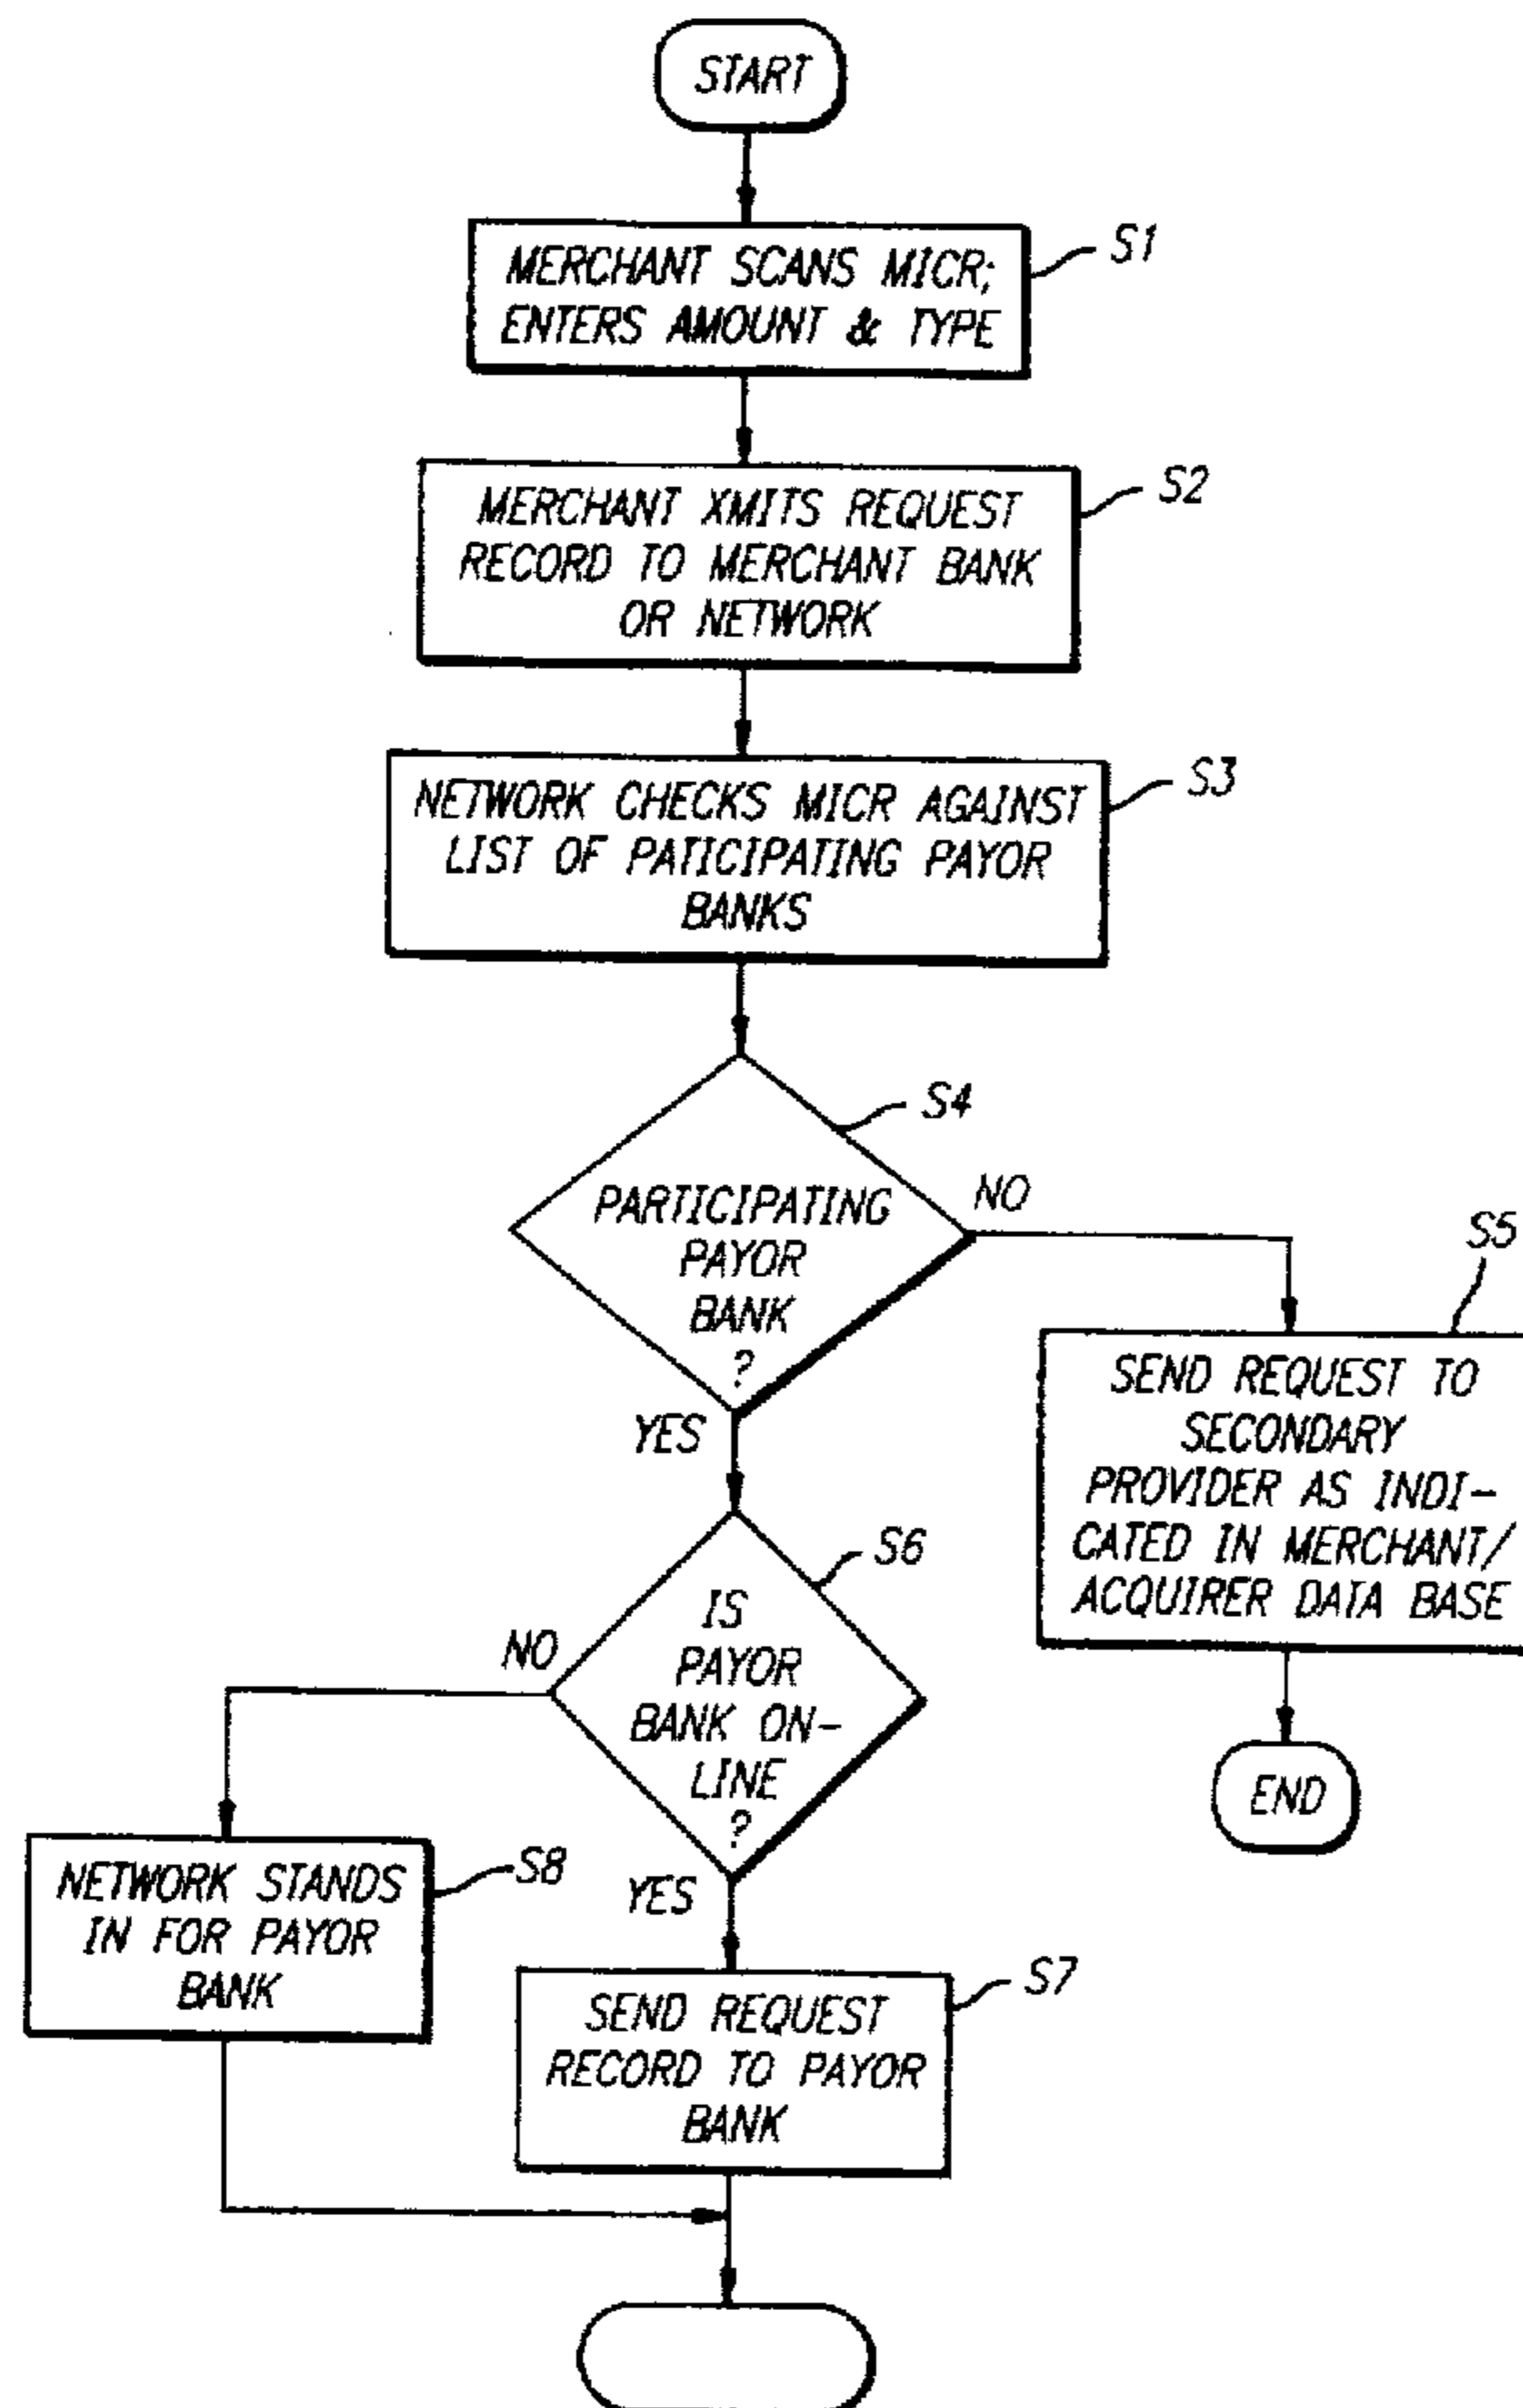 START
MERCHANT SCANS MICR;
ENTERS AMOUNT & TYPE
S1
MERCHANT XMITS REQUEST
RECORD TO MERCHANT BANK
OR NETWORK
S2
NETWORK CHECKS MICR AGAINST
LIST OF PATICIPATING PAYOR
BANKS
S3
S4
PARTICIPATING
PAYOR
BANK
?
NO
YES
S5
SEND REQUEST TO
SECONDARY
PROVIDER AS INDI-
CATED IN MERCHANT/
ACQUIRER DATA BASE
END
S6
IS
PAYOR
BANK ON-
LINE
?
NO
YES
NETWORK STANDS
IN FOR PAYOR
BANK
S8
SEND REQUEST
RECORD TO PAYOR
BANK
S7